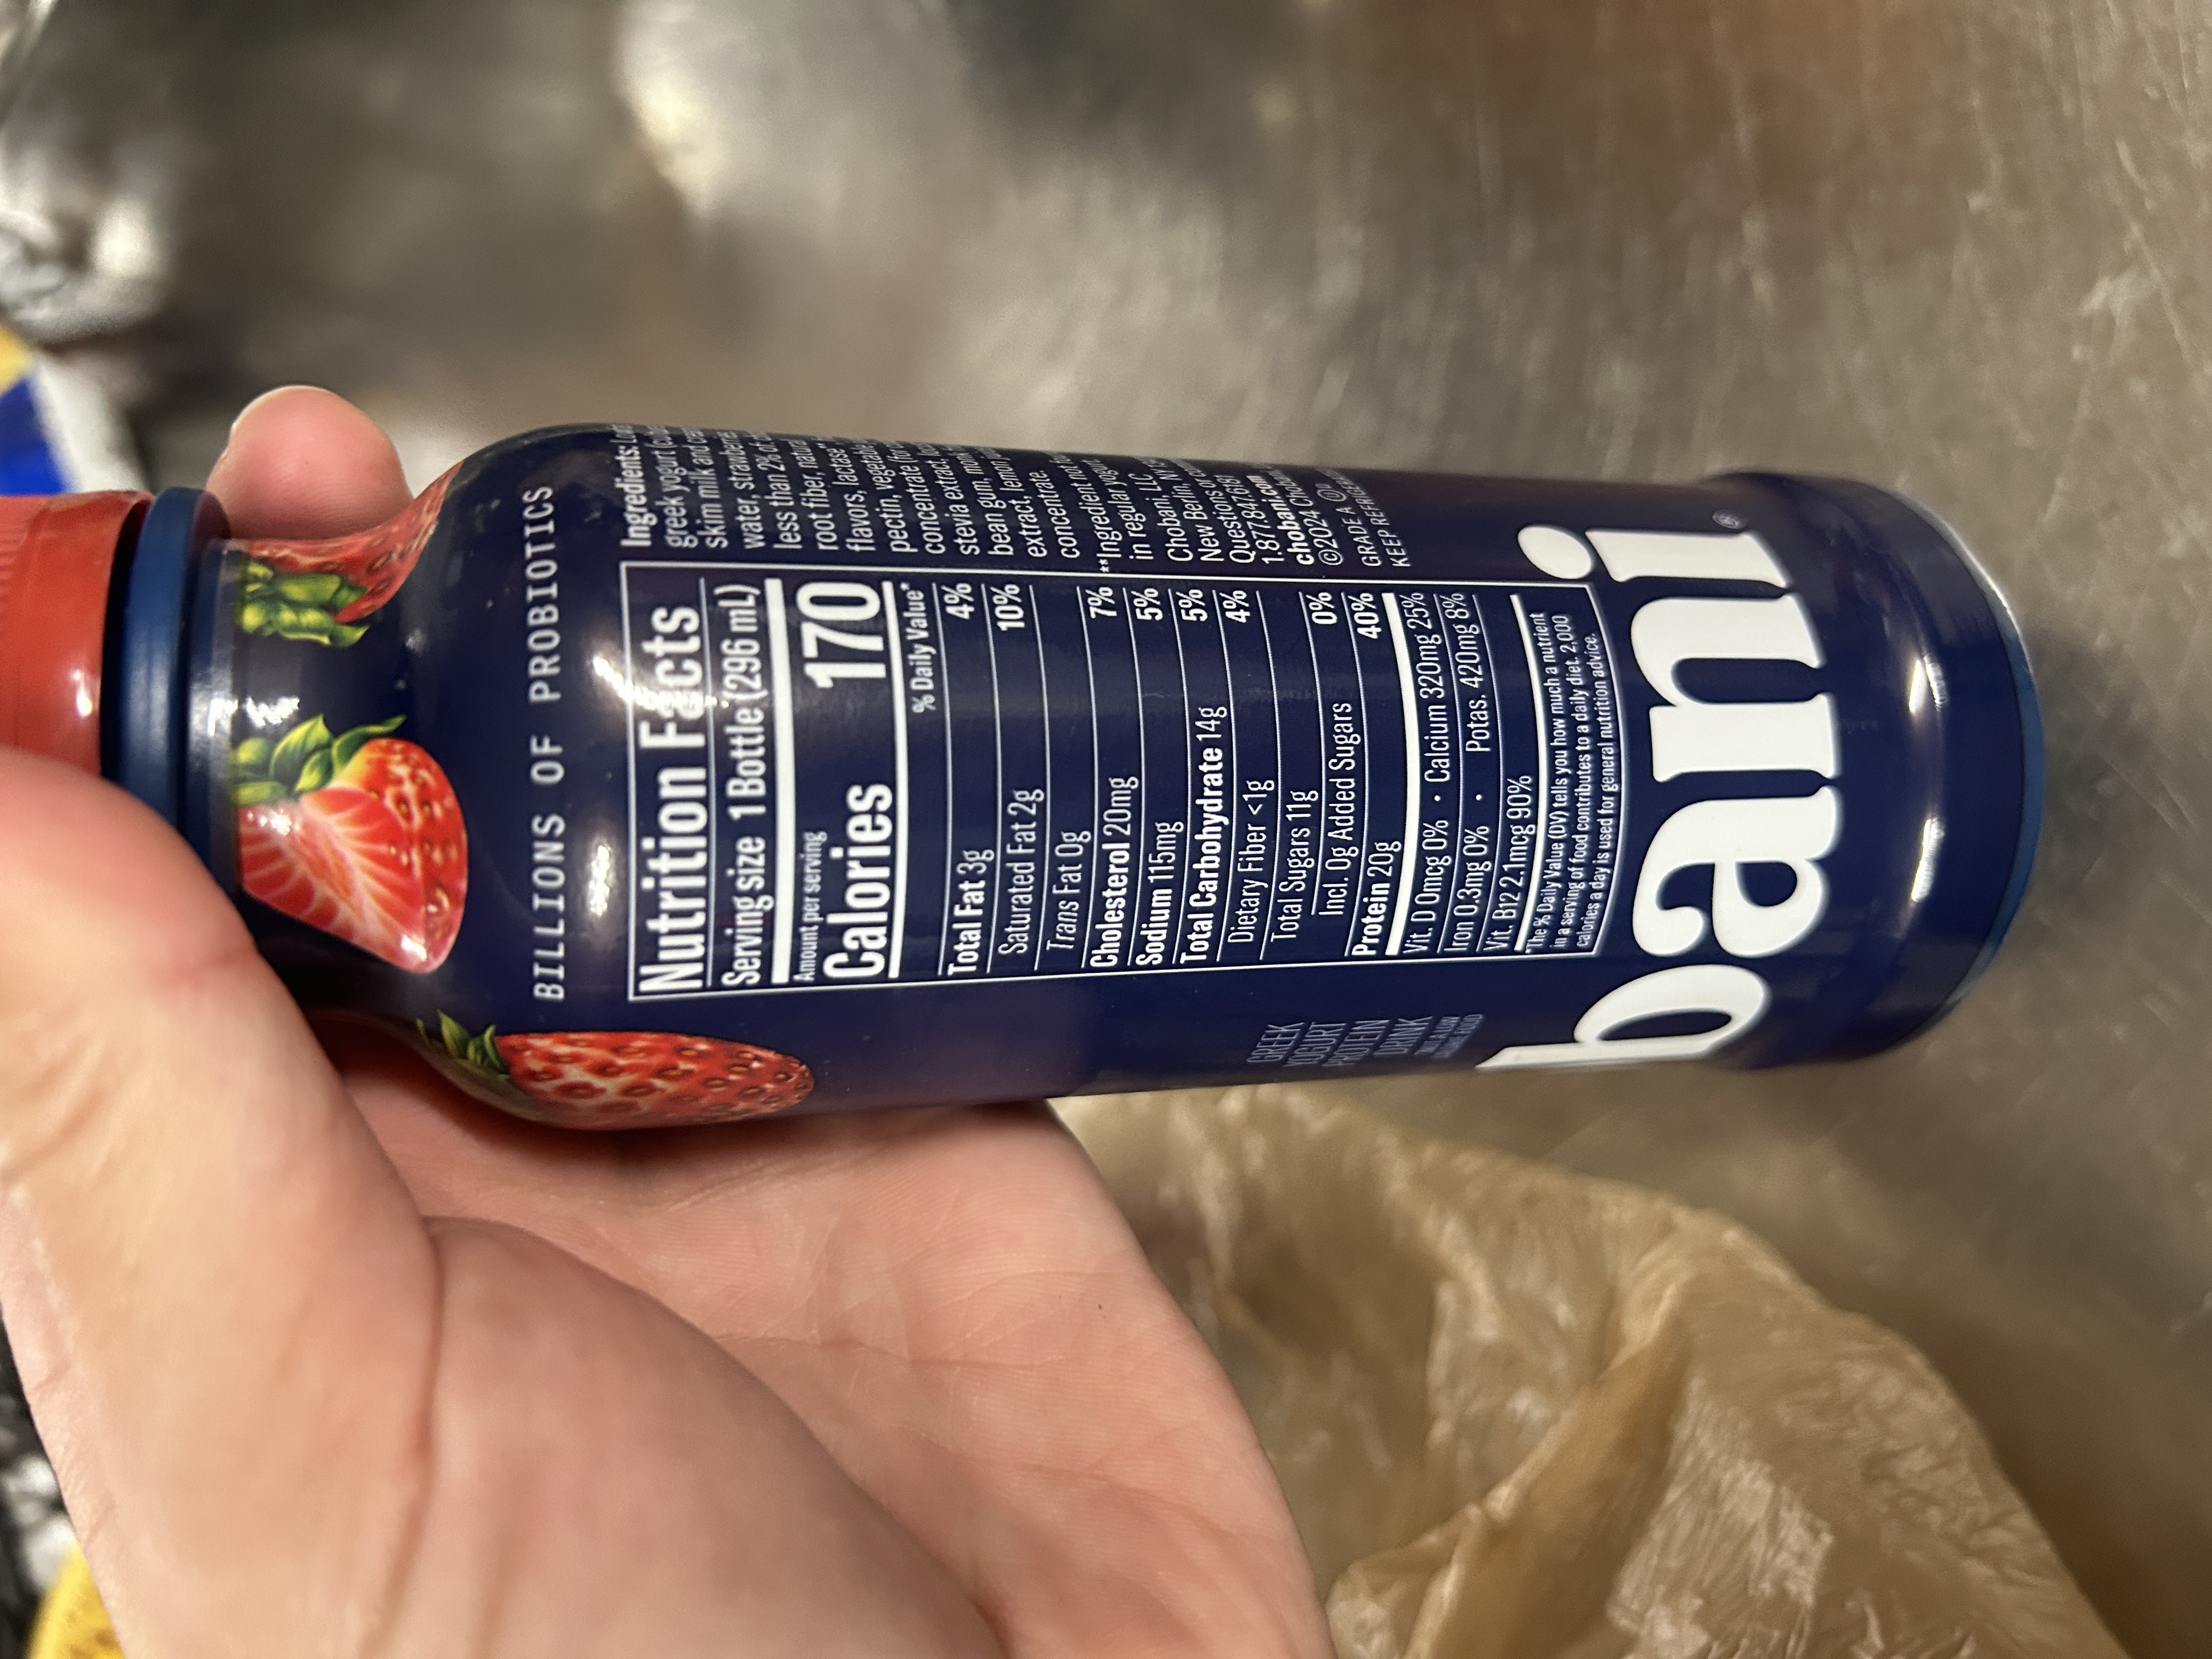 BILLIONS OF PROBIOTICS
Nutrition Facts
Serving size 1 Bottle (296 mL)
Amount per serving
Calories 170
% Daily Value*
Total Fat 3g 4%
Saturated Fat 2g 10%
Trans Fat 0g
Cholesterol 20mg 7%
Sodium 115mg 5%
Total Carbohydrate 14g 5%
Dietary Fiber <1g 4%
Total Sugars 11g
Incl. 0g Added Sugars 0%
Protein 20g 40%
Vit. D 0mcg 0% • Calcium 320mg 25%
Iron 0.3mg 0% • Potas. 420mg 8%
Vit. B12 2.1mcg 90%
*The % Daily Value (DV) tells you how much a nutrient
in a serving of food contributes to a daily diet. 2,000
calories a day is used for general nutrition advice.
Ingredients:
greek yogurt
skim milk and
water, strawberries
less than 2% of:
root fiber, natural
flavors, lactase**,
pectin, vegetable
concentrate (for
stevia extract,
bean gum, monk
extract, lemon
concentrate.
**Ingredient not
in regular yogurt.
Chobani, LLC
New Berlin, NY
Questions or
1.877.847.6181
chobani.com
©2024 Chobani,
GRADE A
KEEP
GREEK
YOGURT
PROTEIN
DRINK
NOT A LOW
CALORIE FOOD
bani®